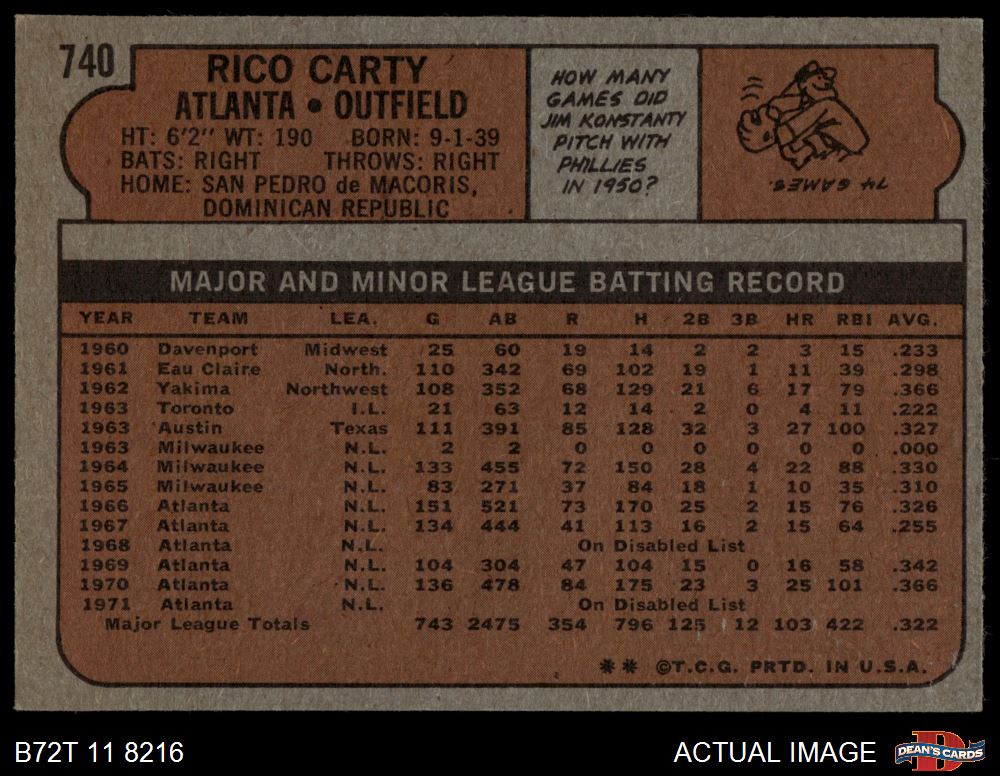 740
RICO CARTY
ATLANTA • OUTFIELD
HT: 6'2" WT: 190 BORN: 9-1-39
BATS: RIGHT THROWS: RIGHT
HOME: SAN PEDRO de MACORIS,
DOMINICAN REPUBLIC
HOW MANY
GAMES DID
JIM KONSTANTY
PITCH WITH
PHILLIES
IN 1950?
74 GAMES.
MAJOR AND MINOR LEAGUE BATTING RECORD
YEAR TEAM LEA. G AB R H 2B 3B HR RBI AVG.
1960 Davenport Midwest 25 60 19 14 2 2 3 15 .233
1961 Eau Claire North. 110 342 69 102 19 1 11 39 .298
1962 Yakima Northwest 108 352 68 129 21 6 17 79 .366
1963 Toronto I.L. 21 63 12 14 2 0 4 11 .222
1963 Austin Texas 111 391 85 128 32 3 27 100 .327
1963 Milwaukee N.L. 2 2 0 0 0 0 0 0 .000
1964 Milwaukee N.L. 133 455 72 150 28 4 22 88 .330
1965 Milwaukee N.L. 83 271 37 84 18 1 10 35 .310
1966 Atlanta N.L. 151 521 73 170 25 2 15 76 .326
1967 Atlanta N.L. 134 444 41 113 16 2 15 64 .255
1968 Atlanta N.L. On Disabled List
1969 Atlanta N.L. 104 304 47 104 15 0 16 58 .342
1970 Atlanta N.L. 136 478 84 175 23 3 25 101 .366
1971 Atlanta N.L. On Disabled List
Major League Totals 743 2475 354 796 125 12 103 422 .322
** ©T.C.G. PRTD. IN U.S.A.
B72T 11 8216
ACTUAL IMAGE
DEAN'S CARDS